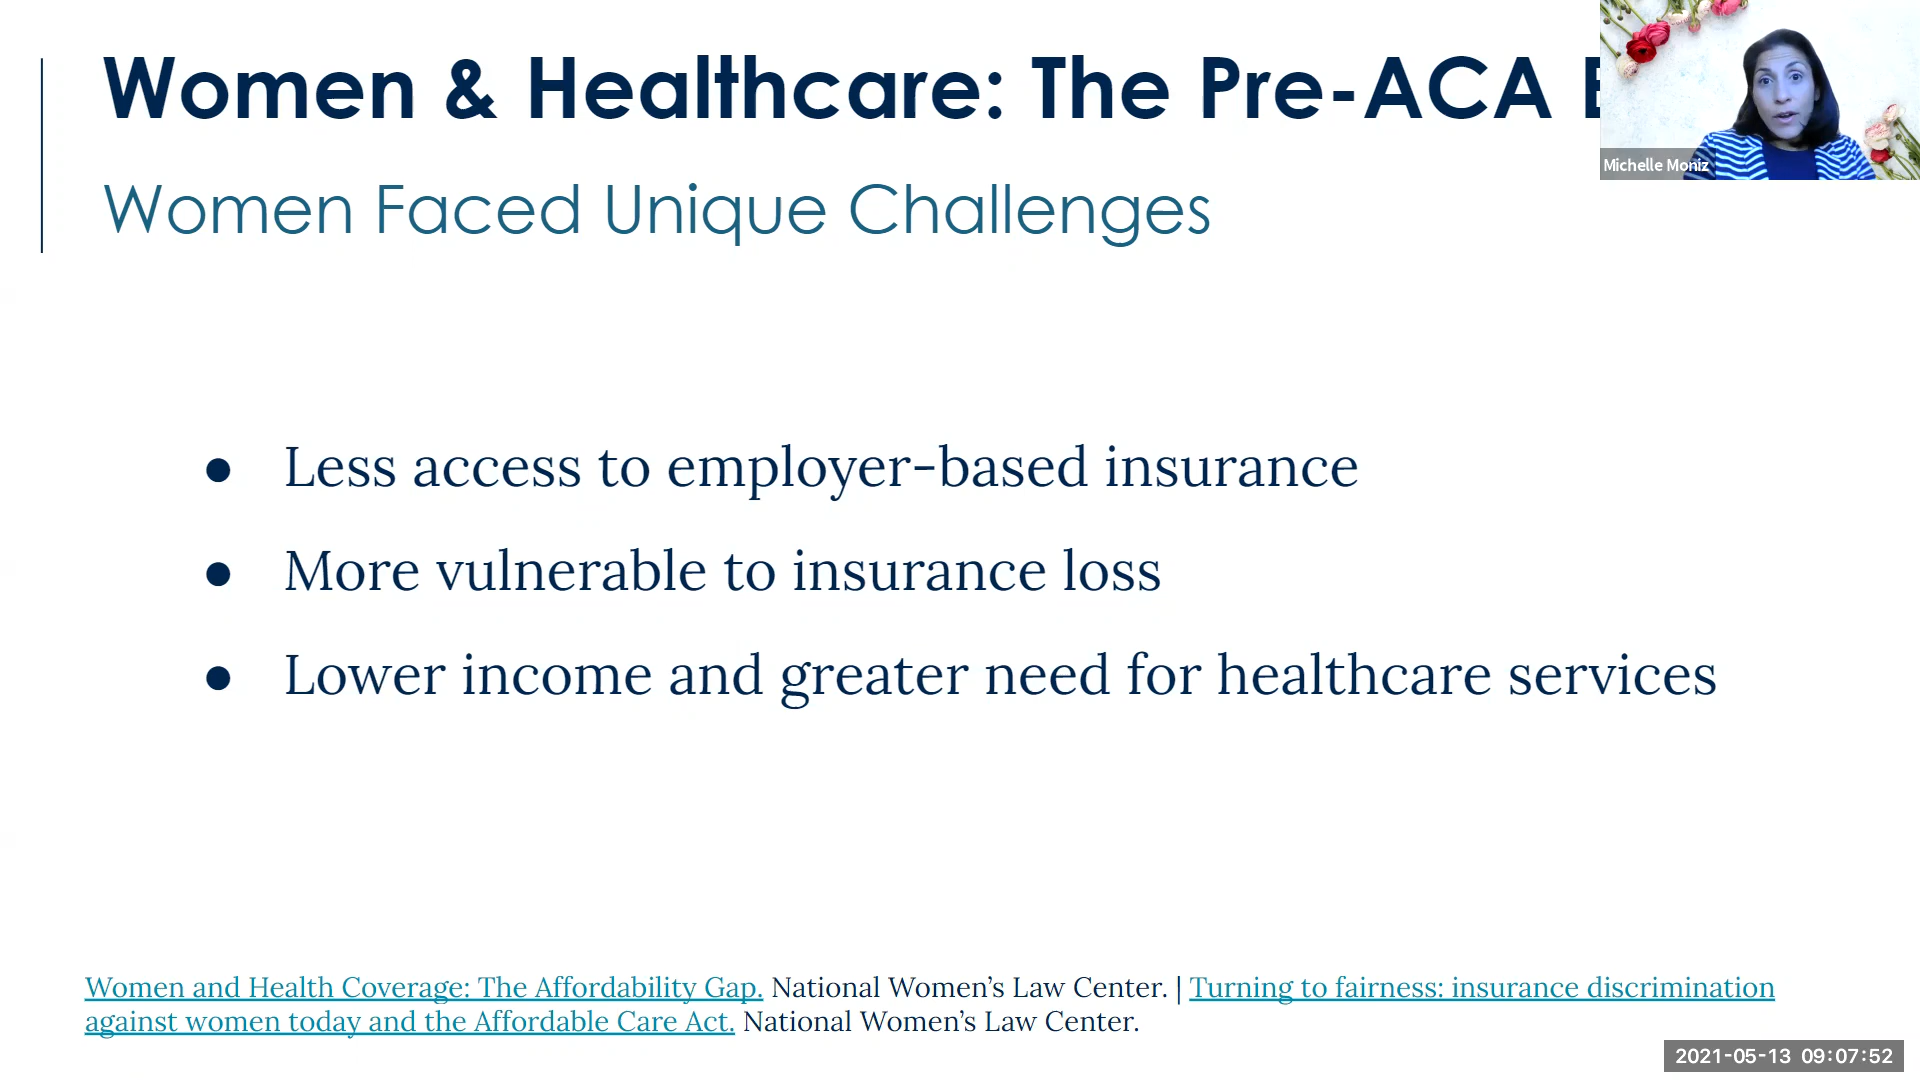 Women & Healthcare: The Pre-ACA
Michelle Moniz
Women Faced Unique Challenges
● Less access to employer-based insurance
● More vulnerable to insurance loss
● Lower income and greater need for healthcare services
Women and Health Coverage: The Affordability Gap. National Women’s Law Center. | Turning to fairness: insurance discrimination
against women today and the Affordable Care Act. National Women’s Law Center.
2021-05-13 09:07:52